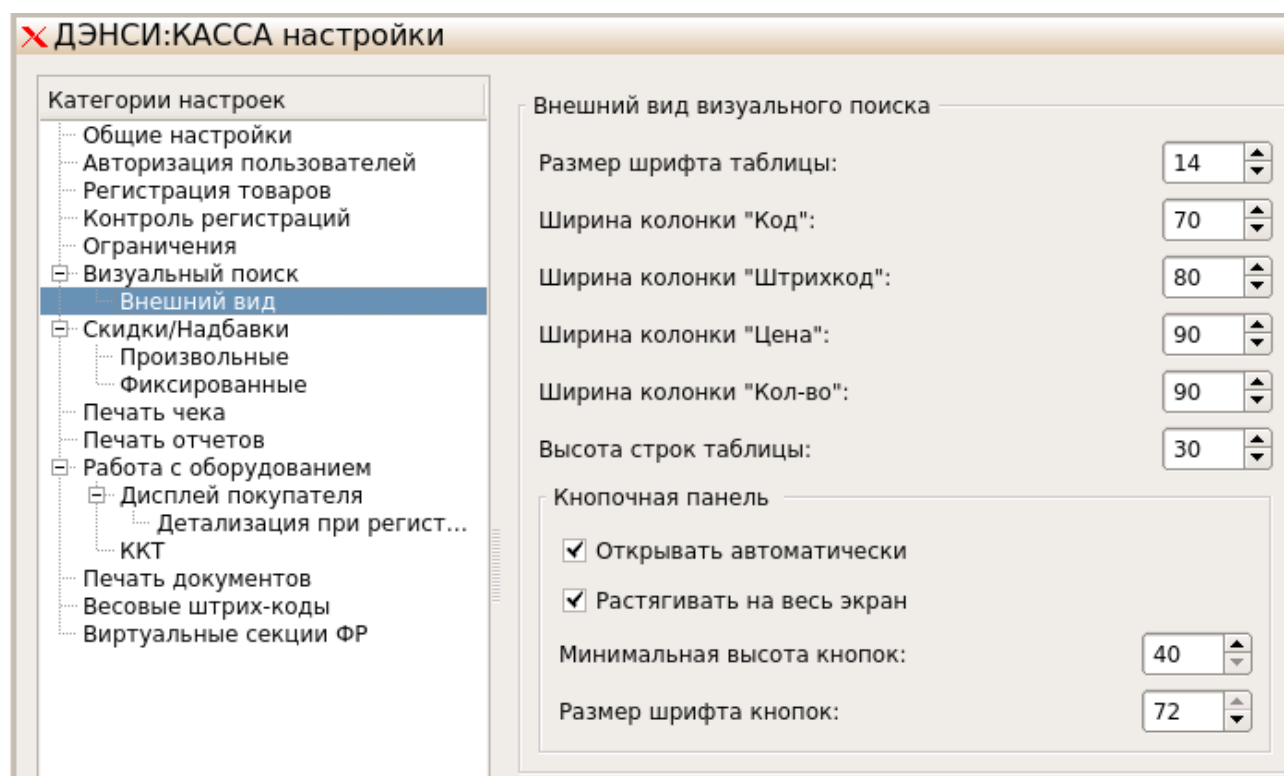 ДЭНСИ:КАССА настройки
Категории настроек
Общие настройки
Авторизация пользователей
Регистрация товаров
Контроль регистраций
Ограничения
Визуальный поиск
Внешний вид
Скидки/Надбавки
Произвольные
Фиксированные
Печать чека
Печать отчетов
Работа с оборудованием
Дисплей покупателя
Детализация при регист...
ККТ
Печать документов
Весовые штрих-коды
Виртуальные секции ФР
Внешний вид визуального поиска
Размер шрифта таблицы: 14
Ширина колонки "Код": 70
Ширина колонки "Штрихкод": 80
Ширина колонки "Цена": 90
Ширина колонки "Кол-во": 90
Высота строк таблицы: 30
Кнопочная панель
Открывать автоматически
Растягивать на весь экран
Минимальная высота кнопок: 40
Размер шрифта кнопок: 72